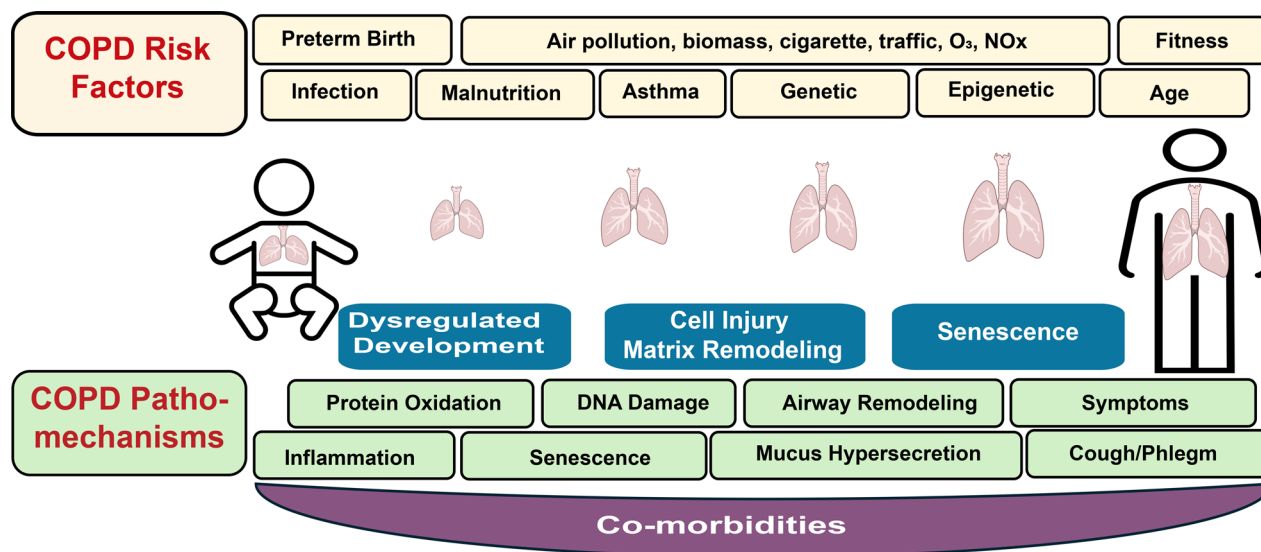 COPD Risk
Factors
Preterm Birth
Air pollution, biomass, cigarette, traffic, O₃, NOx
Fitness
Infection
Malnutrition
Asthma
Genetic
Epigenetic
Age
Dysregulated
Development
Cell Injury
Matrix Remodeling
Senescence
COPD Patho-
mechanisms
Protein Oxidation
DNA Damage
Airway Remodeling
Symptoms
Inflammation
Senescence
Mucus Hypersecretion
Cough/Phlegm
Co-morbidities